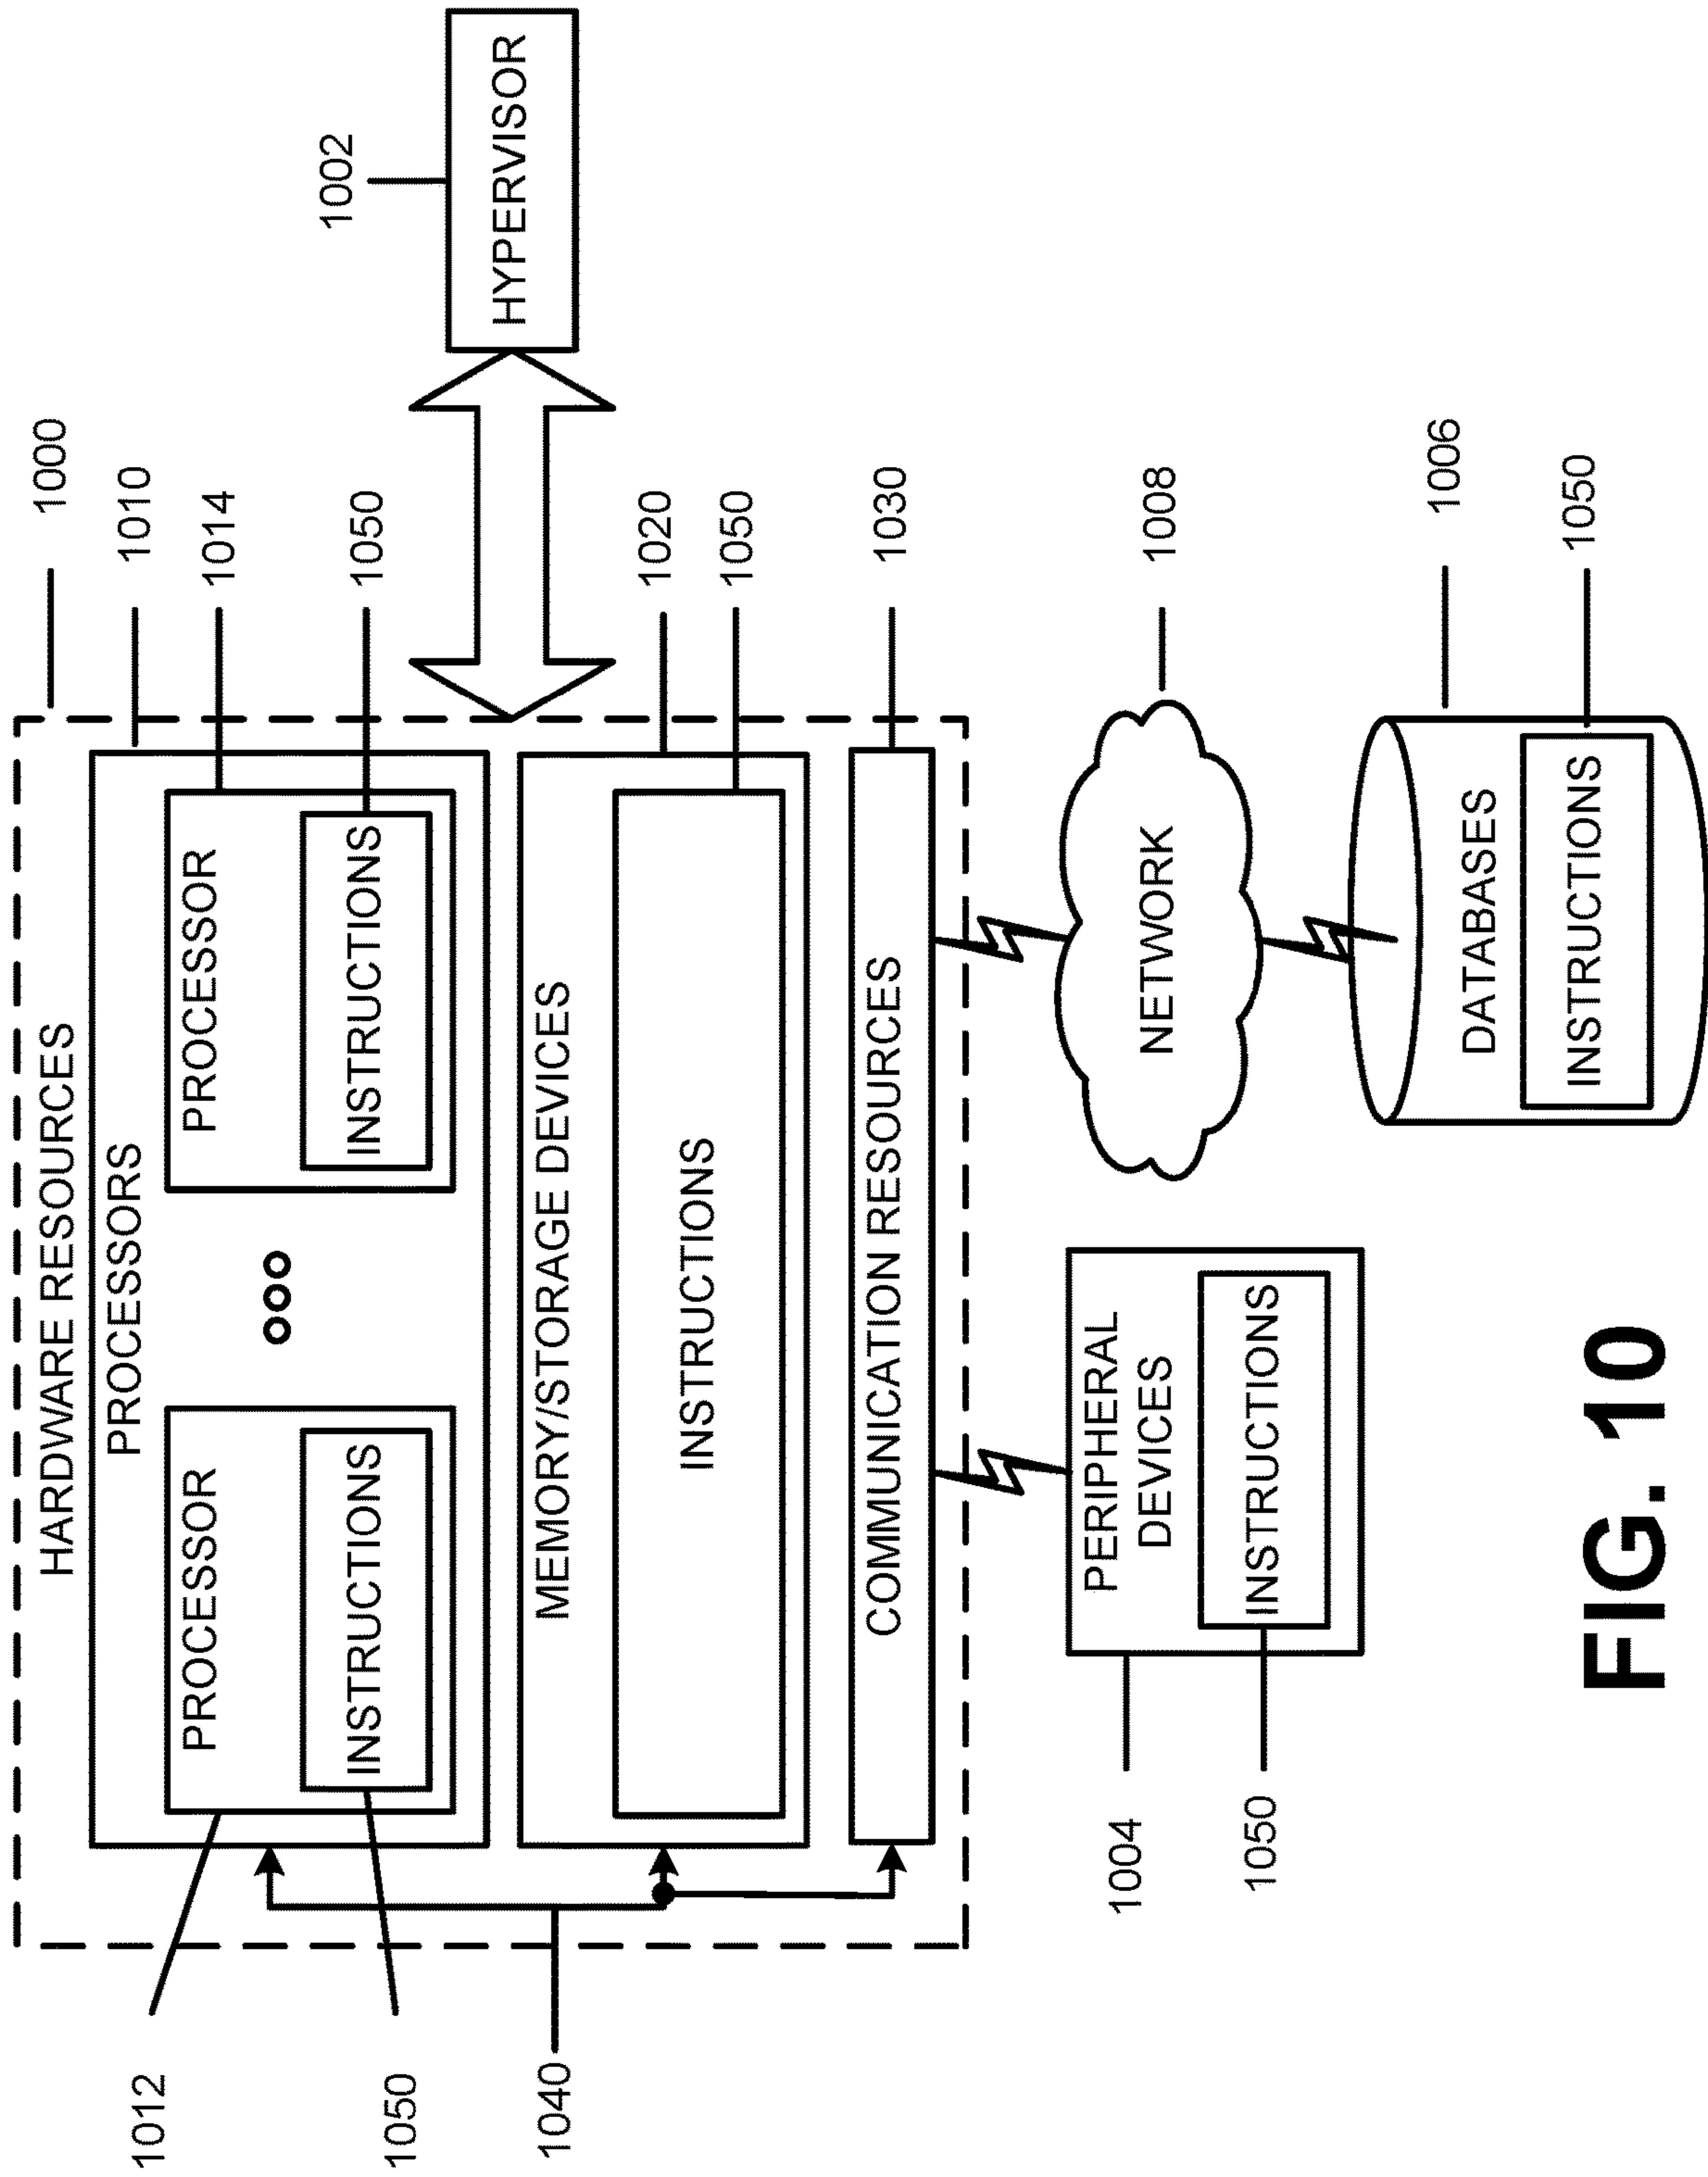 HARDWARE RESOURCES
1000
PROCESSORS
1010
1012
PROCESSOR
PROCESSOR
1014
1050
INSTRUCTIONS
INSTRUCTIONS
1050
1002
HYPERVISOR
MEMORY/STORAGE DEVICES
1020
INSTRUCTIONS
1050
1040
COMMUNICATION RESOURCES
1030
1004
PERIPHERAL
DEVICES
1050
INSTRUCTIONS
NETWORK
1008
DATABASES
1006
INSTRUCTIONS
1050
FIG. 10